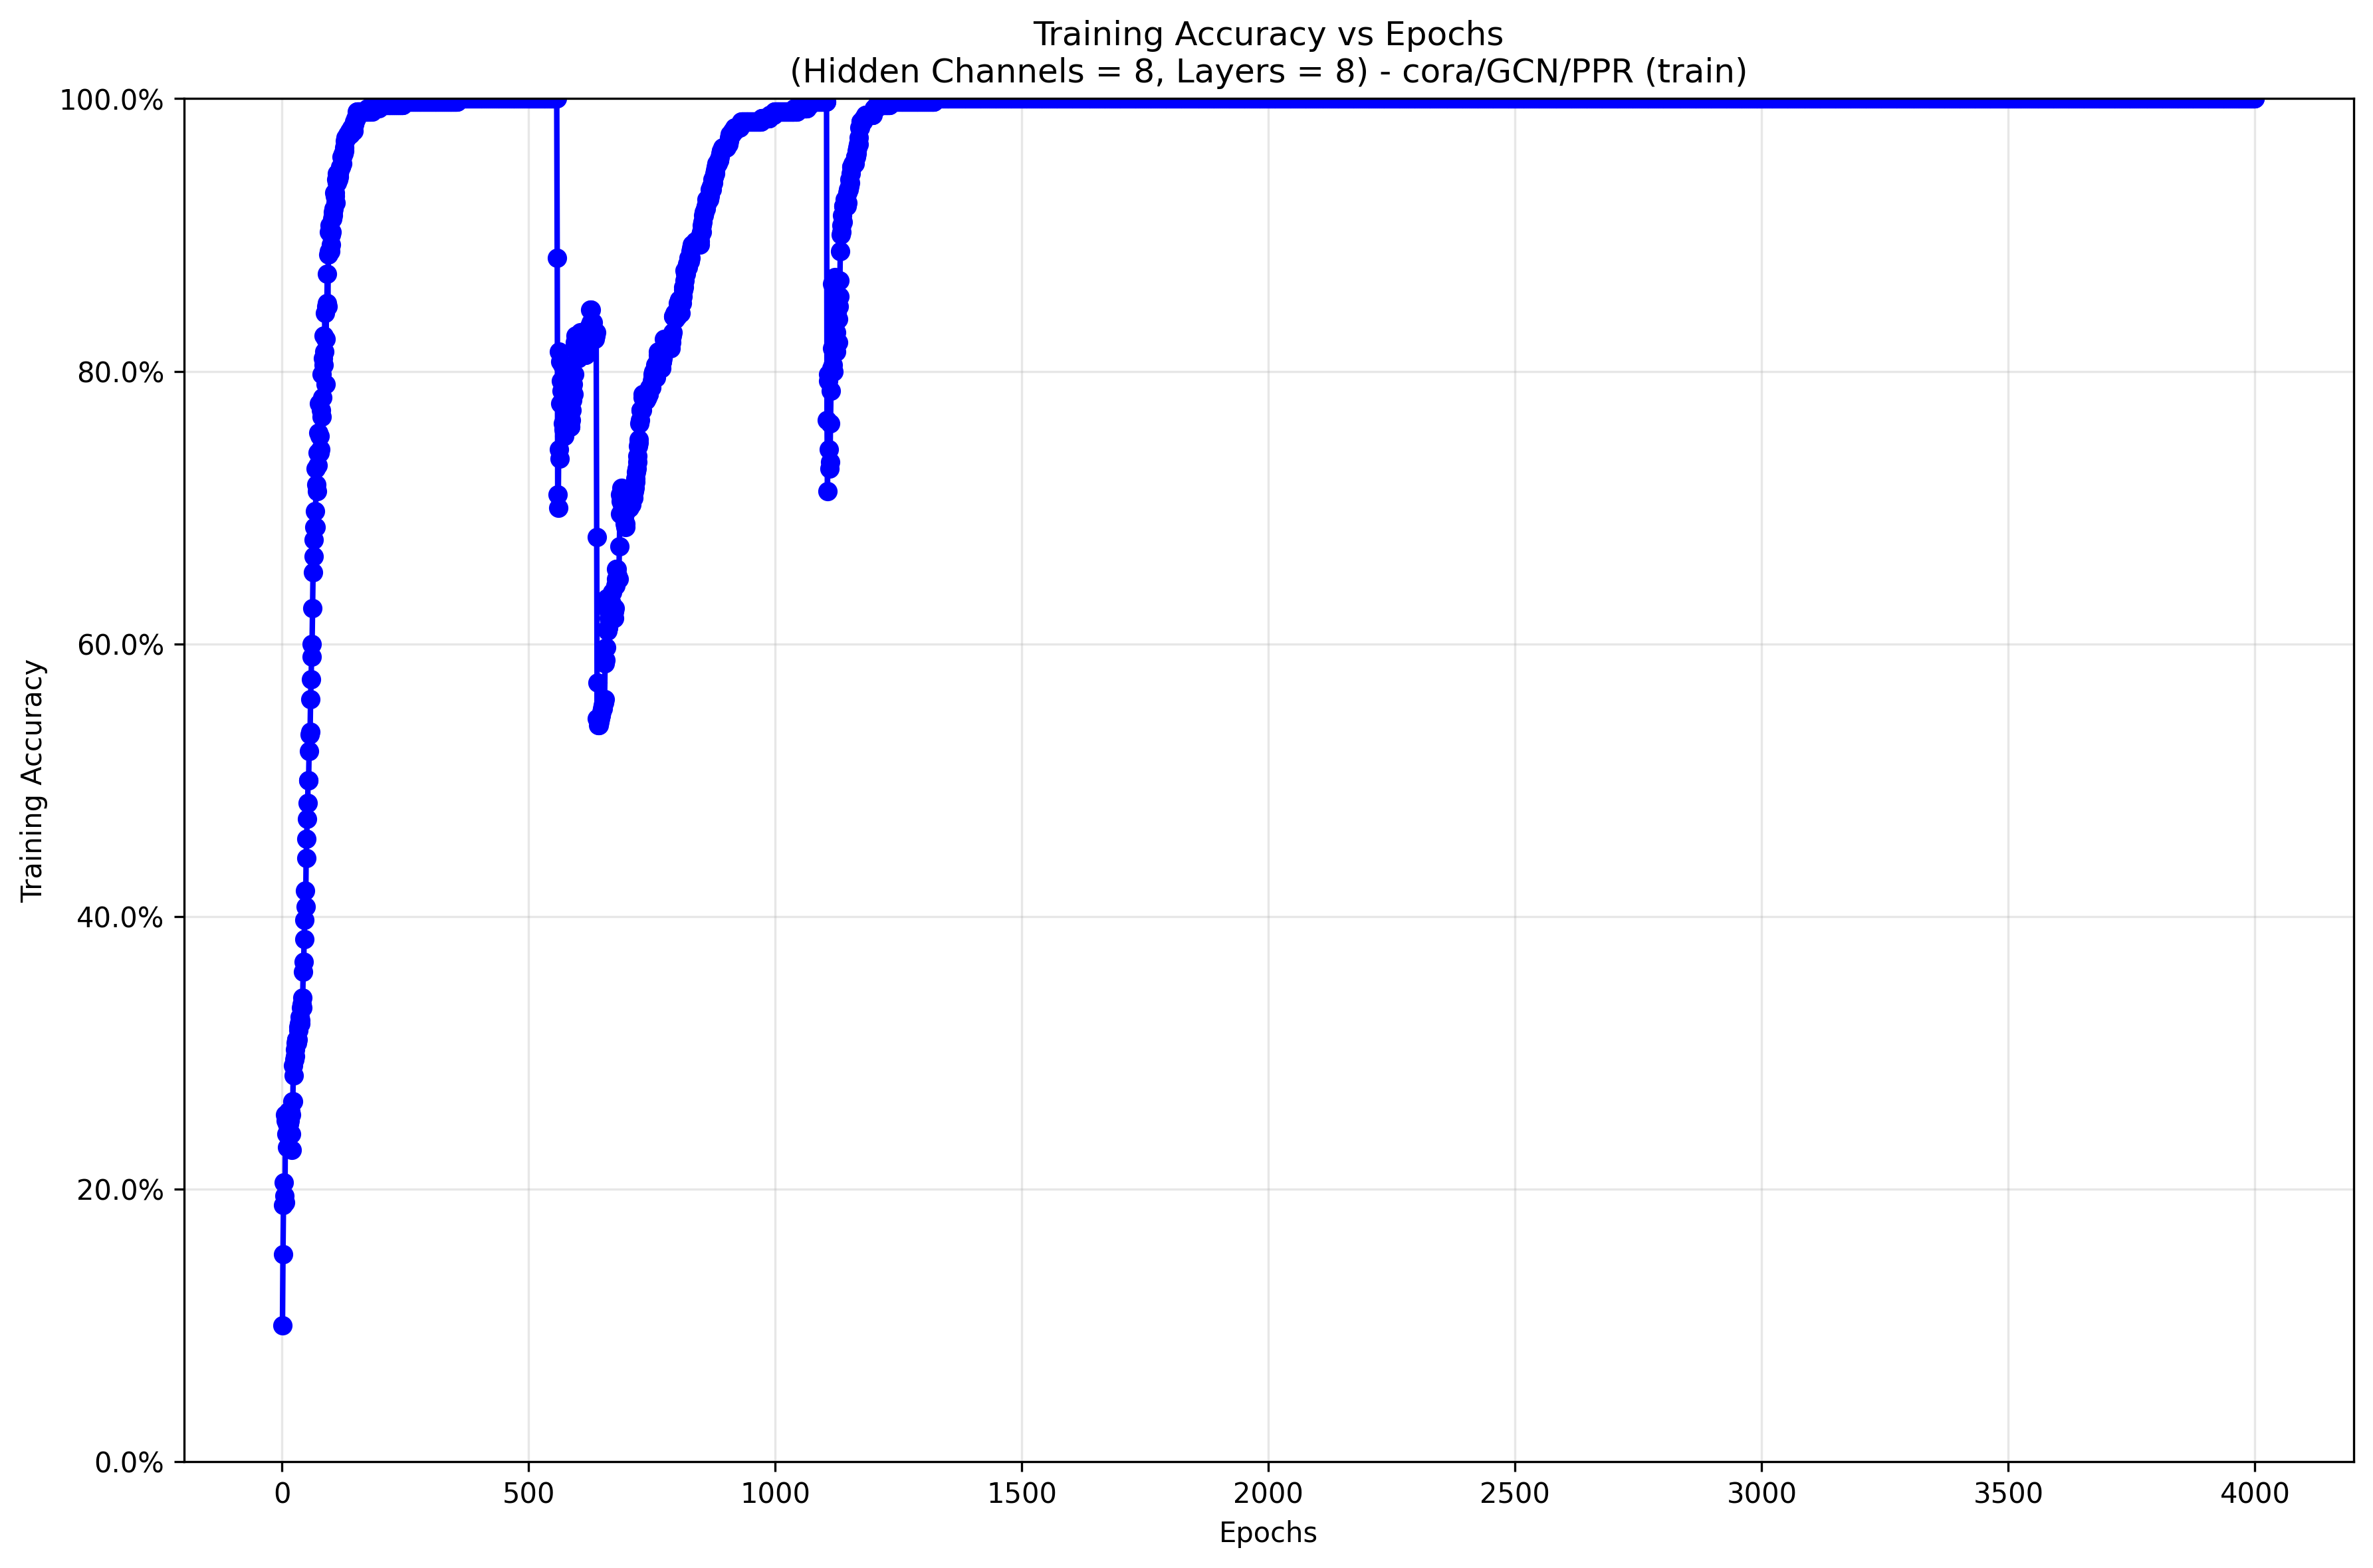 Training Accuracy vs Epochs
(Hidden Channels = 8, Layers = 8) - cora/GCN/PPR (train)
100.0%
80.0%
60.0%
40.0%
20.0%
0.0%
Training Accuracy
0 500 1000 1500 2000 2500 3000 3500 4000
Epochs